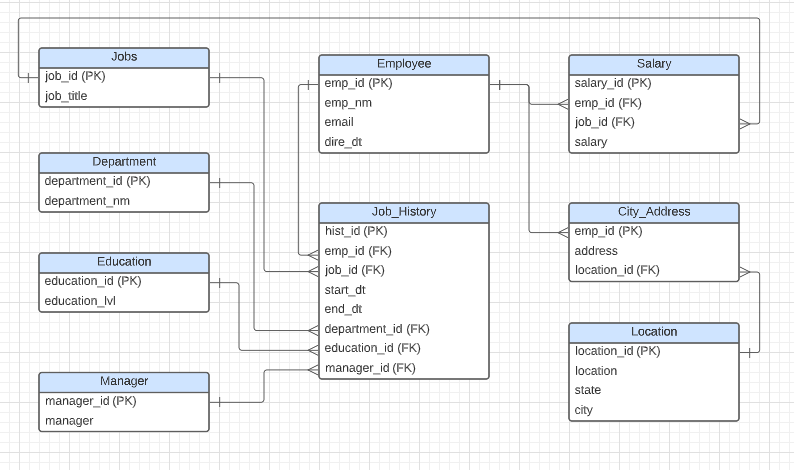 Jobs
job_id (PK)
job_title
Department
department_id (PK)
department_nm
Education
education_id (PK)
education_lvl
Manager
manager_id (PK)
manager
Employee
emp_id (PK)
emp_nm
email
dire_dt
Job_History
hist_id (PK)
emp_id (FK)
job_id (FK)
start_dt
end_dt
department_id (FK)
education_id (FK)
manager_id (FK)
Salary
salary_id (PK)
emp_id (FK)
job_id (FK)
salary
City_Address
emp_id (PK)
address
location_id (FK)
Location
location_id (PK)
location
state
city